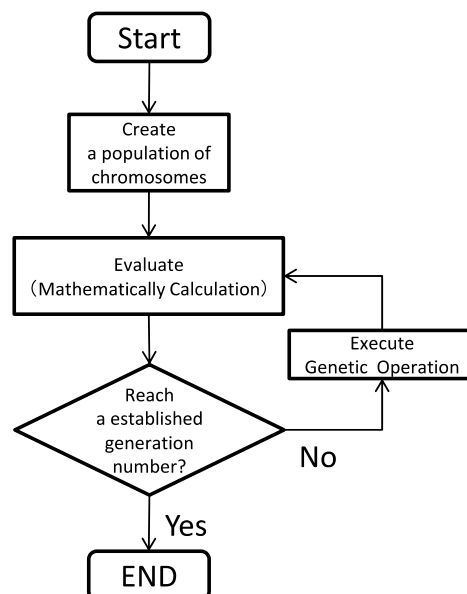 Start
Create
a population of
chromosomes
Evaluate
（Mathematically Calculation）
Execute
Genetic Operation
Reach
a established
generation
number?
No
Yes
END